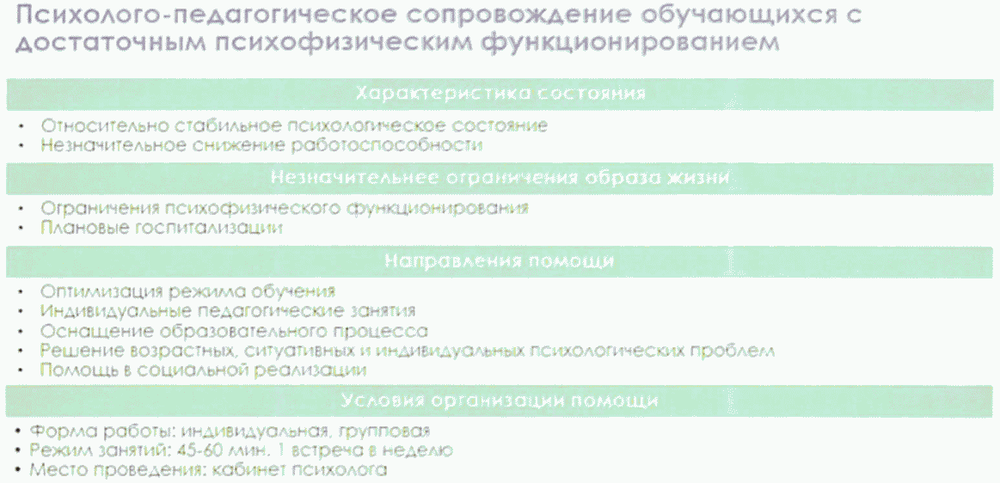 Психолого-педагогическое сопровождение обучающихся с
достаточным психофизическим функционированием
Характеристика состояния
• Относительно стабильное психологическое состояние
• Незначительное снижение работоспособности
Незначительнее ограничения образа жизни
• Ограничения психофизического функционирования
• Плановые госпитализации
Направления помощи
• Оптимизация режима обучения
• Индивидуальные педагогические занятия
• Оснащение образовательного процесса
• Решение возрастных, ситуативных и индивидуальных психологических проблем
• Помощь в социальной реализации
Условия организации помощи
• Форма работы: индивидуальная, групповая
• Режим занятий: 45-60 мин. 1 встреча в неделю
• Место проведения: кабинет психолога